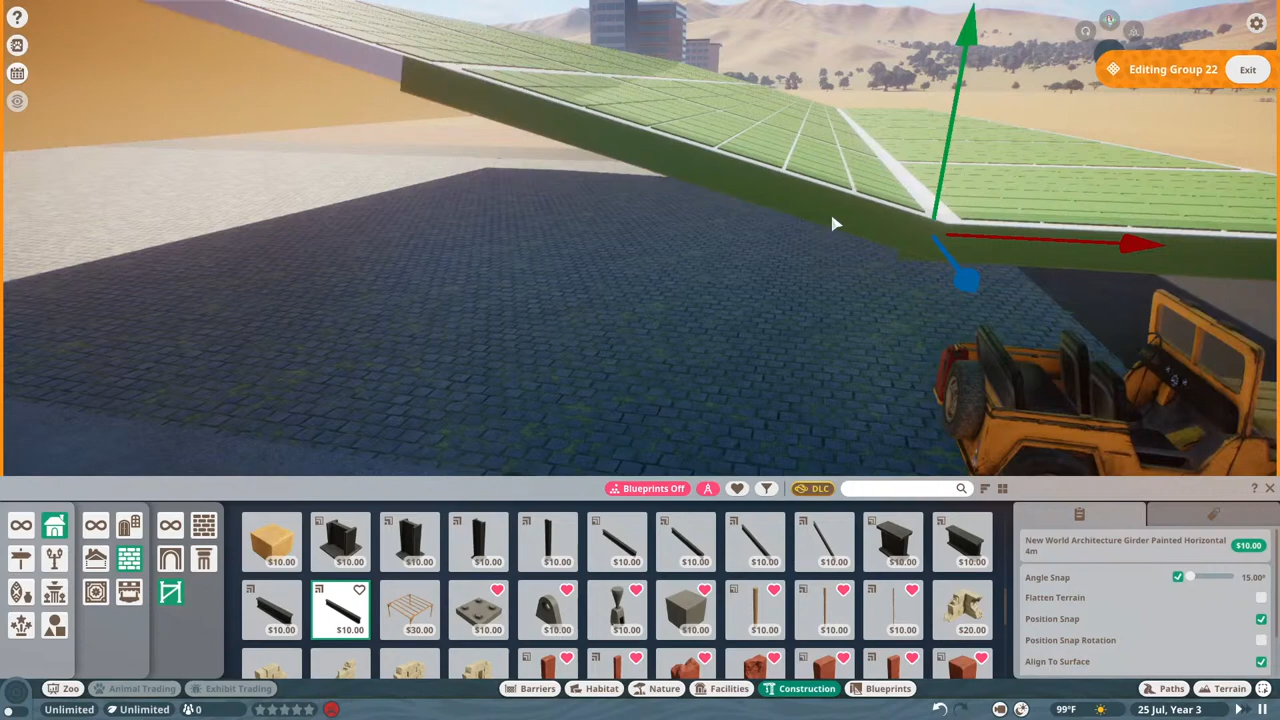 ?
Editing Group 22
Exit
Blueprints Off
DLC
?
$10.00
$10.00
$10.00
$10.00
$10.00
$10.00
$10.00
$10.00
$10.00
$10.00
$10.00
$10.00
$10.00
$30.00
$10.00
$10.00
$10.00
$10.00
$10.00
$10.00
$10.00
$20.00
New World Architecture Girder Painted Horizontal
4m
$10.00
Angle Snap
15.00°
Flatten Terrain
Position Snap
Position Snap Rotation
Align To Surface
Zoo
Animal Trading
Exhibit Trading
Barriers
Habitat
Nature
Facilities
Construction
Blueprints
Paths
Terrain
Unlimited
Unlimited
0
99°F
25 Jul, Year 3